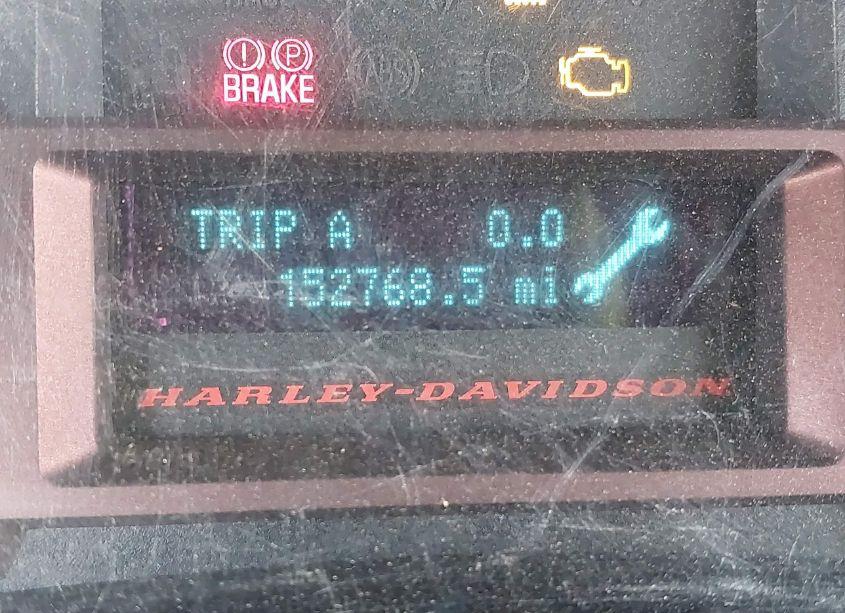 BRAKE
TRIP A 0.0
152768.5 mi
HARLEY-DAVIDSON